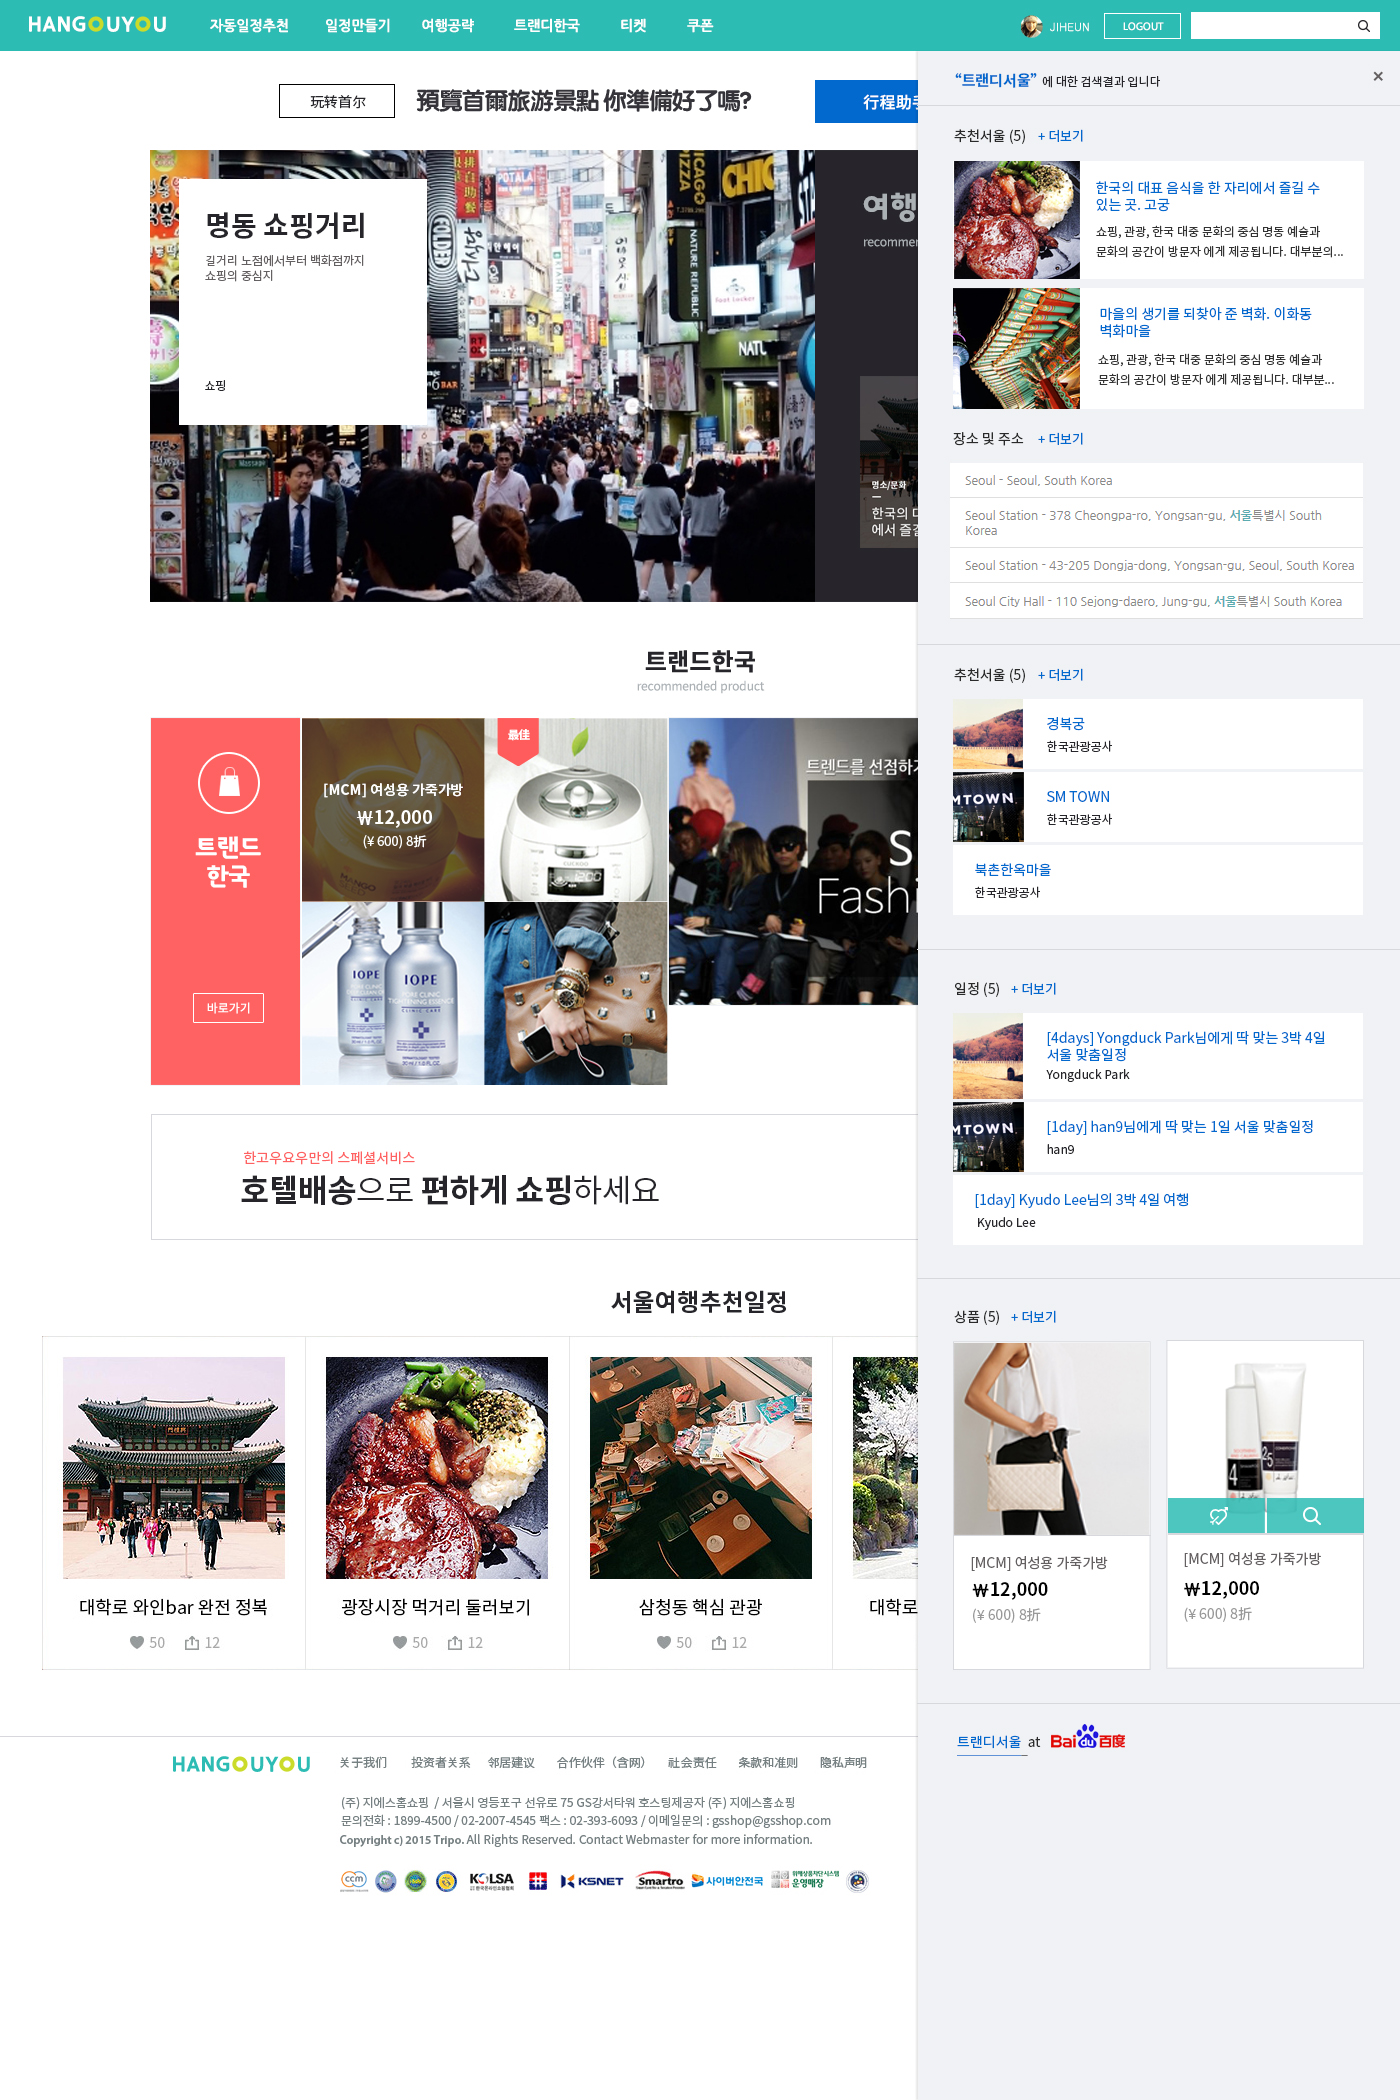 HANGOUYOU
자동일정추천
일정만들기
여행공략
트랜디한국
티켓
쿠폰
JIHEUN
LOGOUT
玩转首尔
預覽首爾旅游景點 你準備好了嗎?
行程助手
명동 쇼핑거리
길거리 노점에서부터 백화점까지
쇼핑의 중심지
쇼핑
CHIC
NATURE REPUBLIC
Foot Locker
여행
명소/문화
한국의
에서 즐길
트랜드한국
recommended product
트랜드
한국
바로가기
[MCM] 여성용 가죽가방
₩12,000
(¥ 600) 8折
最佳
IOPE
IOPE
PORE CLINIC
TIGHTENING ESSENCE
CLINIC CARE
트렌드를 선점하
S
Fashi
한고우요우만의 스페셜서비스
호텔배송으로 편하게 쇼핑하세요
서울여행추천일정
대학로 와인bar 완전 정복
50 12
광장시장 먹거리 둘러보기
50 12
삼청동 핵심 관광
50 12
대학로
HANGOUYOU
关于我们
投资者关系
邻居建议
合作伙伴（含网）
社会责任
条款和准则
隐私声明
(주) 지에스홈쇼핑 / 서울시 영등포구 선유로 75 GS강서타워 호스팅제공자 (주) 지에스홈쇼핑
문의전화 : 1899-4500 / 02-2007-4545 팩스 : 02-393-6093 / 이메일문의 : gsshop@gsshop.com
Copyright c) 2015 Tripo. All Rights Reserved. Contact Webmaster for more information.
ccm
KOLSA
KSNET
Smartro
사이버안전국
위해상품차단시스템
운영매장
“트랜디서울” 에 대한 검색결과 입니다
추천서울 (5) + 더보기
한국의 대표 음식을 한 자리에서 즐길 수
있는 곳. 고궁
쇼핑, 관광, 한국 대중 문화의 중심 명동 예술과
문화의 공간이 방문자 에게 제공됩니다. 대부분의...
마을의 생기를 되찾아 준 벽화. 이화동
벽화마을
쇼핑, 관광, 한국 대중 문화의 중심 명동 예술과
문화의 공간이 방문자 에게 제공됩니다. 대부분...
장소 및 주소 + 더보기
Seoul - Seoul, South Korea
Seoul Station - 378 Cheongpa-ro, Yongsan-gu, 서울특별시 South
Korea
Seoul Station - 43-205 Dongja-dong, Yongsan-gu, Seoul, South Korea
Seoul City Hall - 110 Sejong-daero, Jung-gu, 서울특별시 South Korea
추천서울 (5) + 더보기
경복궁
한국관광공사
MTOWN.
SM TOWN
한국관광공사
북촌한옥마을
한국관광공사
일정 (5) + 더보기
[4days] Yongduck Park님에게 딱 맞는 3박 4일
서울 맞춤일정
Yongduck Park
MTOWN.
[1day] han9님에게 딱 맞는 1일 서울 맞춤일정
han9
[1day] Kyudo Lee님의 3박 4일 여행
Kyudo Lee
상품 (5) + 더보기
[MCM] 여성용 가죽가방
₩12,000
(¥ 600) 8折
[MCM] 여성용 가죽가방
₩12,000
(¥ 600) 8折
트랜디서울 at Bai du 百度